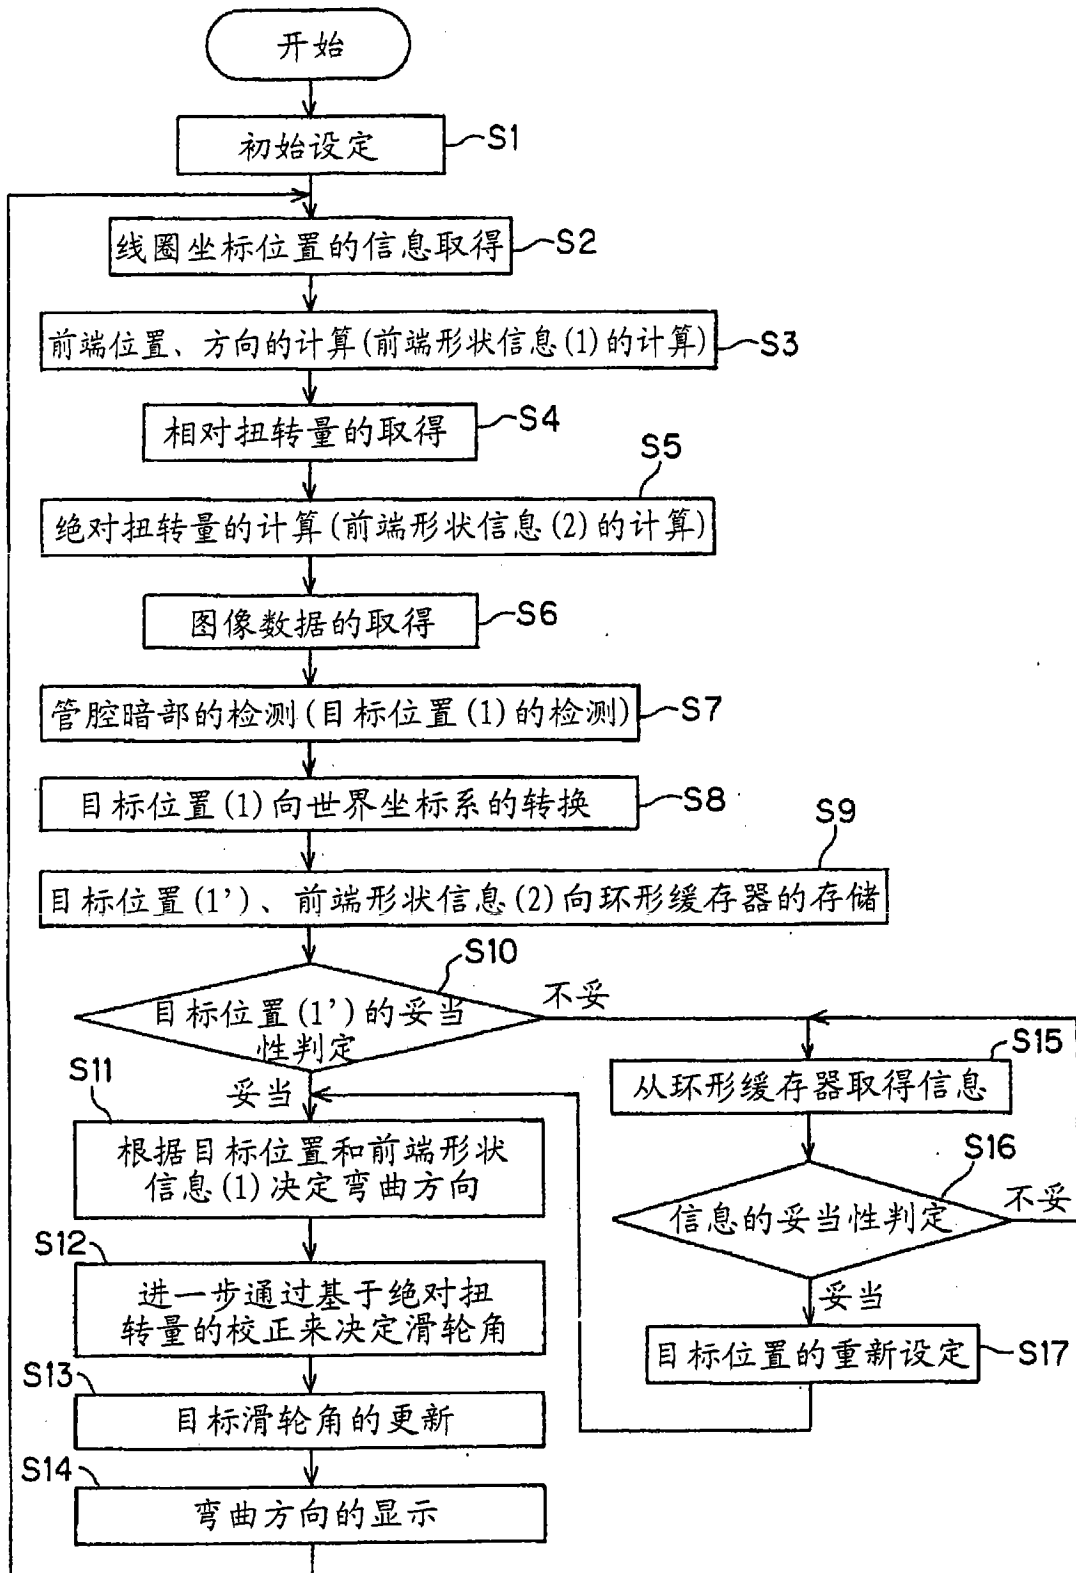 开始
初始设定
S1
线圈坐标位置的信息取得
S2
前端位置、方向的计算(前端形状信息(1)的计算)
S3
相对扭转量的取得
S4
S5
绝对扭转量的计算(前端形状信息(2)的计算)
图像数据的取得
S6
管腔暗部的检测(目标位置(1)的检测)
S7
目标位置(1)向世界坐标系的转换
S8
S9
目标位置(1')、前端形状信息(2)向环形缓存器的存储
S10
目标位置(1')的妥当
性判定
不妥
妥当
S11
根据目标位置和前端形状
信息(1)决定弯曲方向
S12
进一步通过基于绝对扭
转量的校正来决定滑轮角
S13
目标滑轮角的更新
S14
弯曲方向的显示
S15
从环形缓存器取得信息
S16
信息的妥当性判定
不妥
妥当
目标位置的重新设定
S17